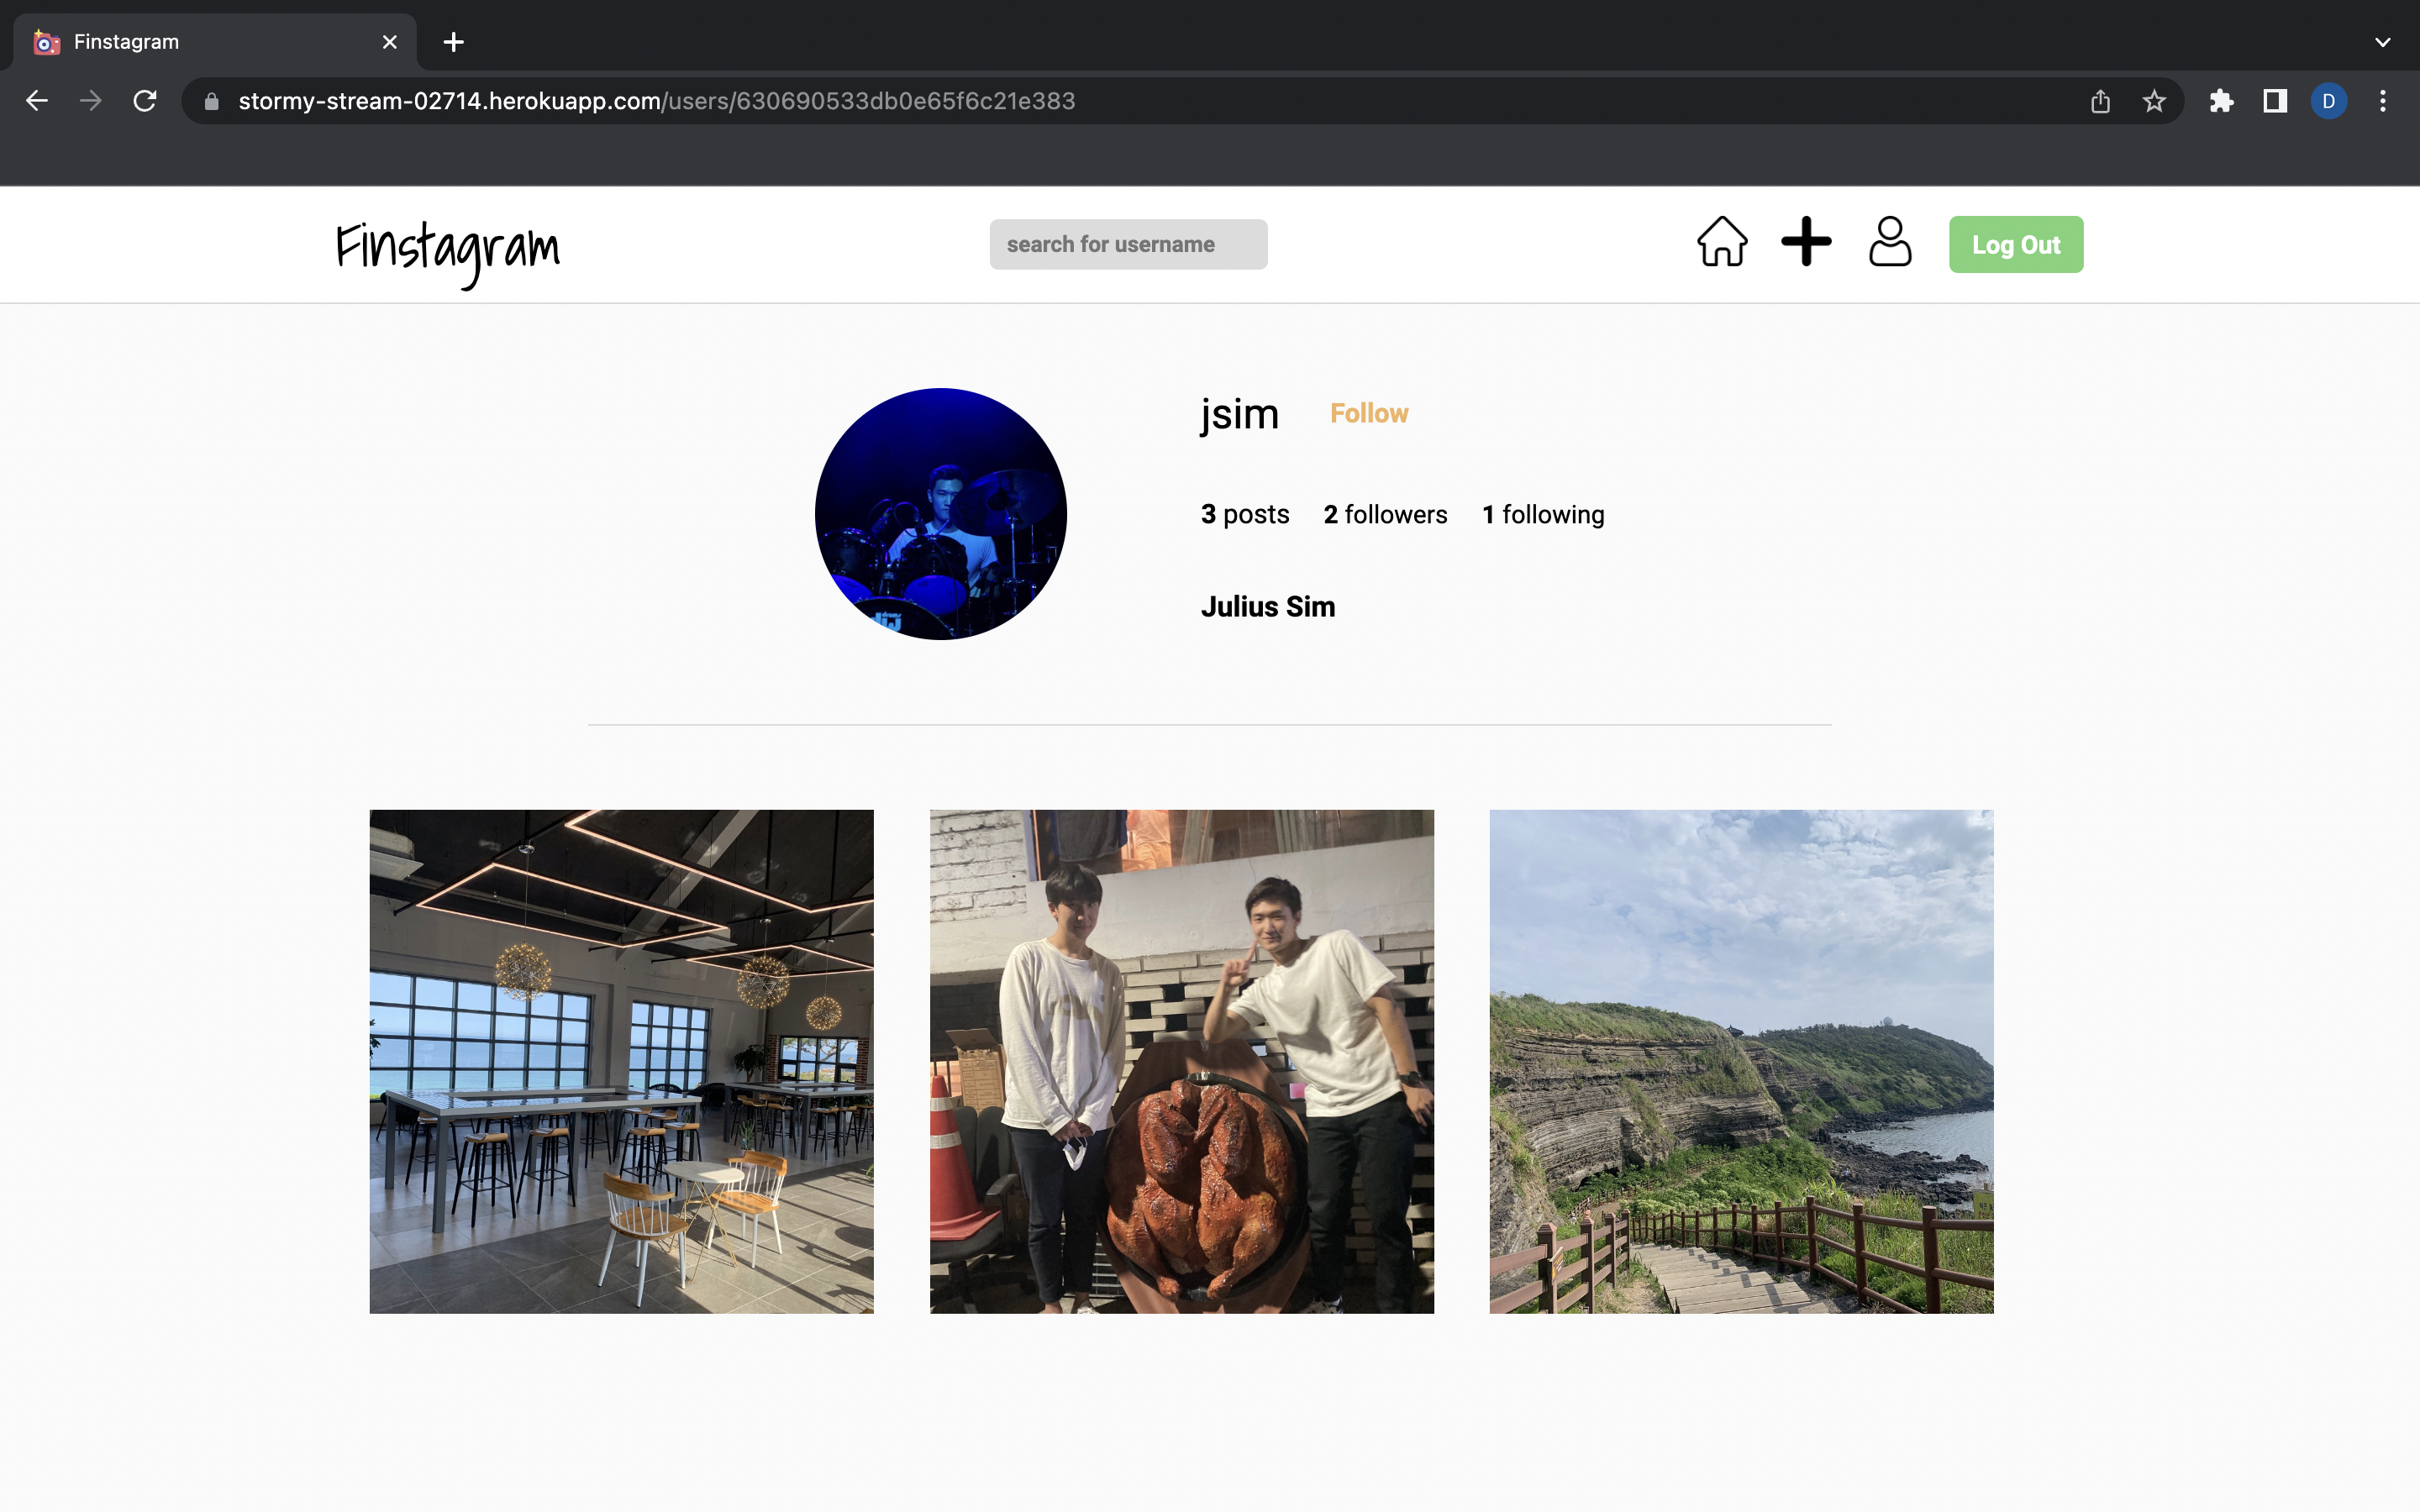 Finstagram
stormy-stream-02714.herokuapp.com/users/630690533db0e65f6c21e383
D
Finstagram
search for username
Log Out
jsim Follow
3 posts 2 followers 1 following
Julius Sim